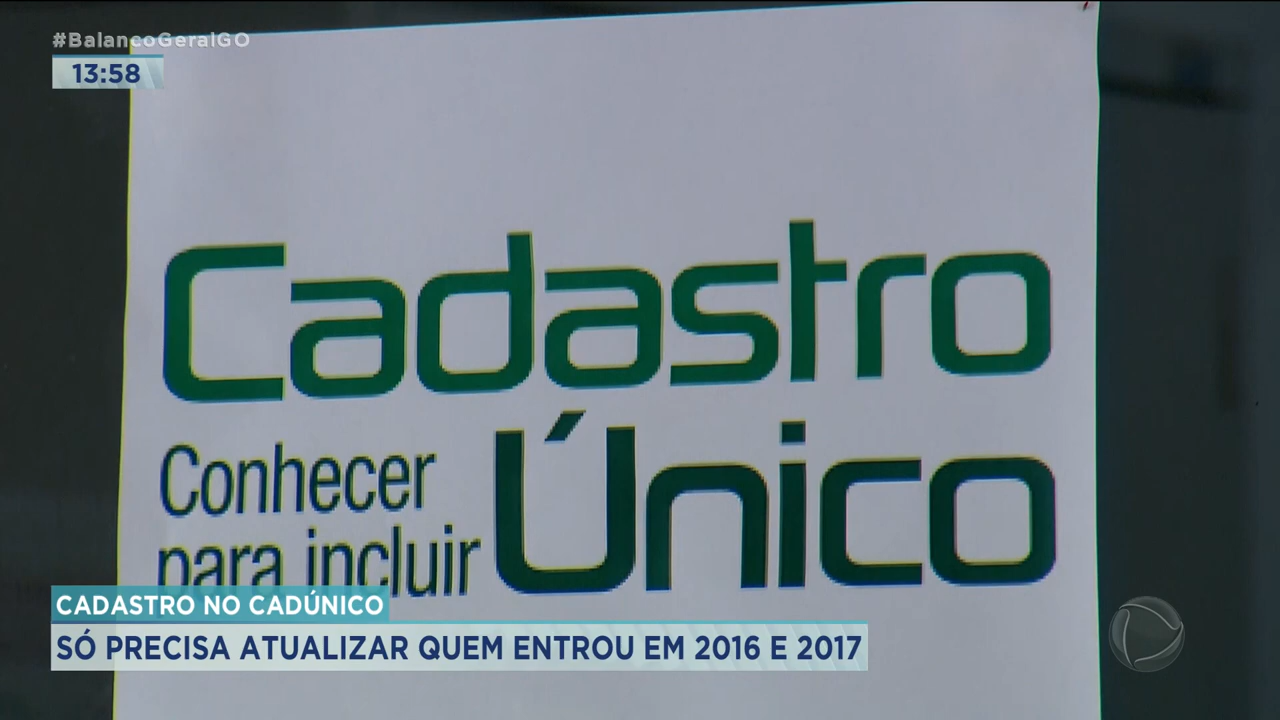 #BalancoGeralGO
13:58
Cadastro
Único
Conhecer
para incluir
CADASTRO NO CADÚNICO
SÓ PRECISA ATUALIZAR QUEM ENTROU EM 2016 E 2017